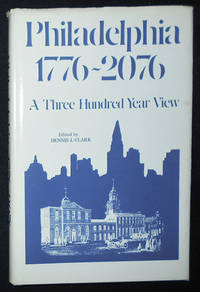 Philadelphia
1776~2076
A Three Hundred Year View
Edited by
DENNIS J. CLARK